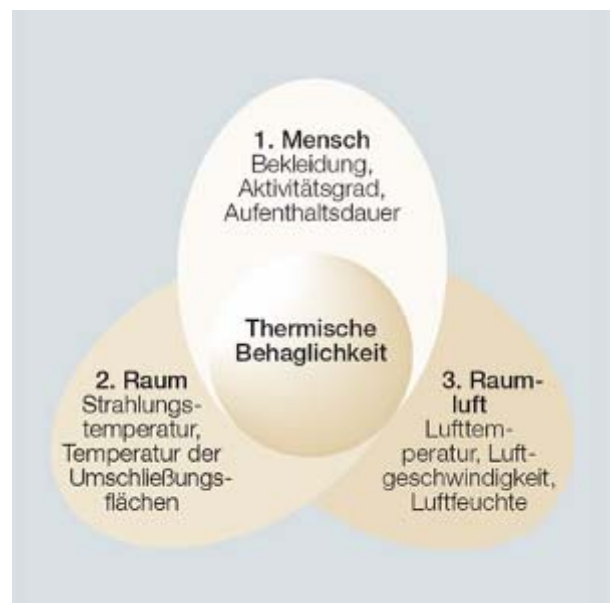 1. Mensch
Bekleidung,
Aktivitätsgrad,
Aufenthaltsdauer
Thermische
Behaglichkeit
2. Raum
Strahlungs-
temperatur,
Temperatur der
Umschließungs-
flächen
3. Raum-
luft
Lufttem-
peratur, Luft-
geschwindigkeit,
Luftfeuchte